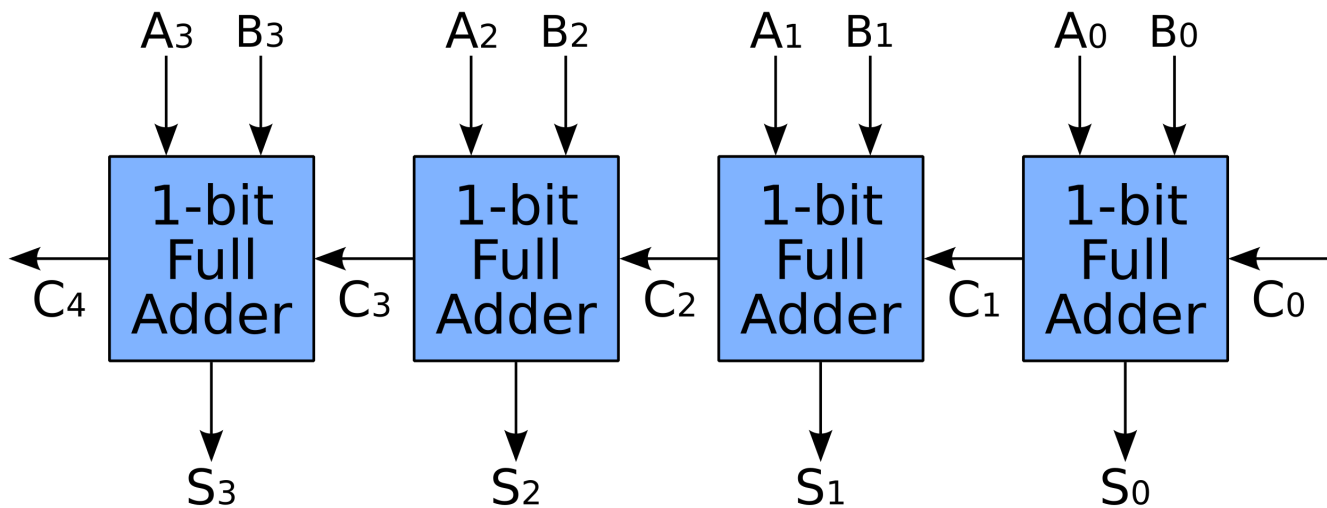 A3 B3 A2 B2 A1 B1 A0 B0
1-bit Full Adder
1-bit Full Adder
1-bit Full Adder
1-bit Full Adder
C4 C3 C2 C1 C0
S3 S2 S1 S0